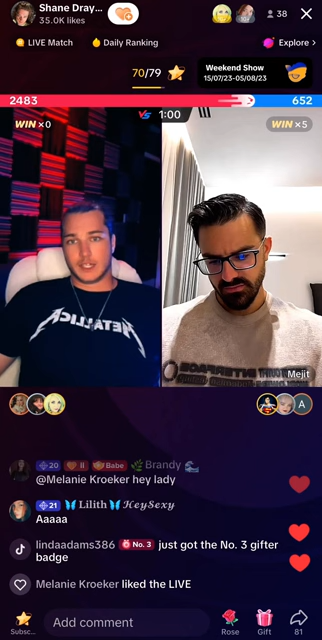 Shane Dray...
35.0K likes
38
×
LIVE Match
Daily Ranking
Explore >
70/79
Weekend Show
15/07/23-05/08/23
2483
652
WIN ×0
VS 1:00
WIN ×5
METALLICA
Mejit
A
20 II Babe Brandy
@Melanie Kroeker hey lady
21 Lilith KeySexy
Aaaaa
lindaadams386 No. 3 just got the No. 3 gifter
badge
Melanie Kroeker liked the LIVE
Add comment
Subsc...
Rose
Gift
81